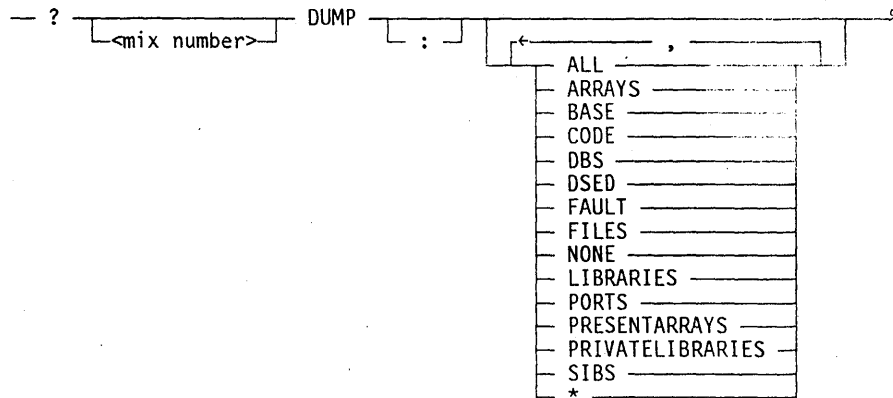 ? <mix number> DUMP : ,
ALL
ARRAYS
BASE
CODE
DBS
DSED
FAULT
FILES
NONE
LIBRARIES
PORTS
PRESENTARRAYS
PRIVATELIBRARIES
SIBS
*